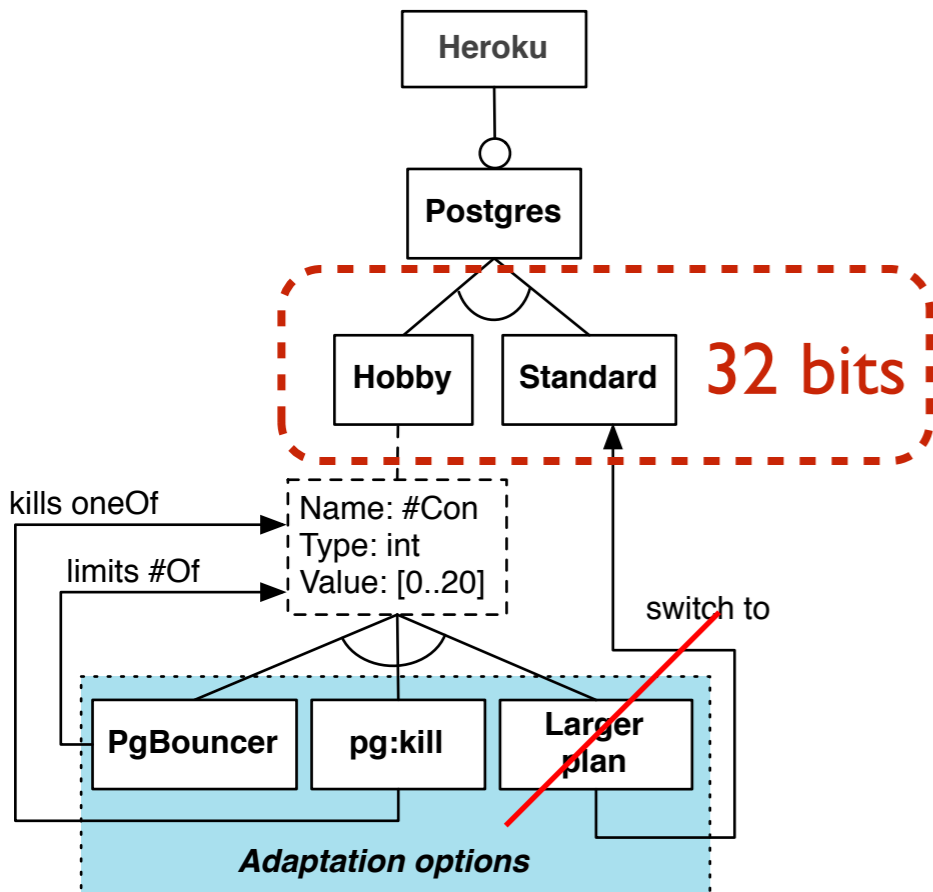 Heroku
Postgres
Hobby
Standard
32 bits
kills oneOf
Name: #Con
Type: int
Value: [0..20]
limits #Of
switch to
PgBouncer
pg:kill
Larger
plan
Adaptation options